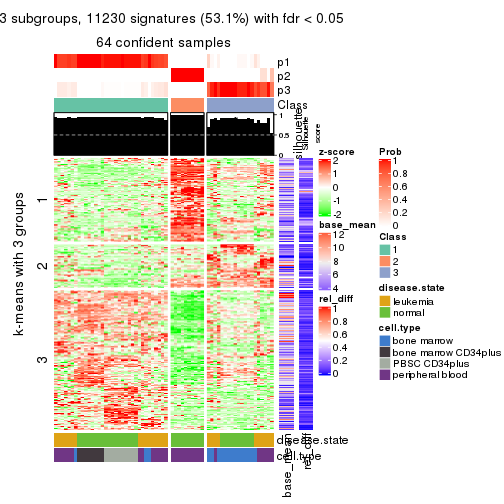 3 subgroups, 11230 signatures (53.1%) with fdr < 0.05
64 confident samples
p1
p2
p3
Class
1
0.5
0
silhouette
Silhouette
score
k-means with 3 groups
1
2
3
z-score
2
1
0
-1
-2
base_mean
12
10
8
6
4
rel_diff
1
0.8
0.6
0.4
0.2
0
Prob
1
0.8
0.6
0.4
0.2
0
Class
1
2
3
disease.state
leukemia
normal
cell.type
bone marrow
bone marrow CD34plus
PBSC CD34plus
peripheral blood
disease.state
cell.type
base_mean
rel_diff